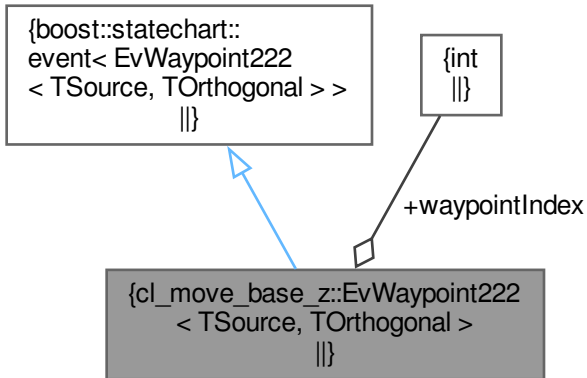 {boost::statechart::
event< EvWaypoint222
< TSource, TOrthogonal > >
||}
{int
||}
+waypointIndex
{cl_move_base_z::EvWaypoint222
< TSource, TOrthogonal >
||}